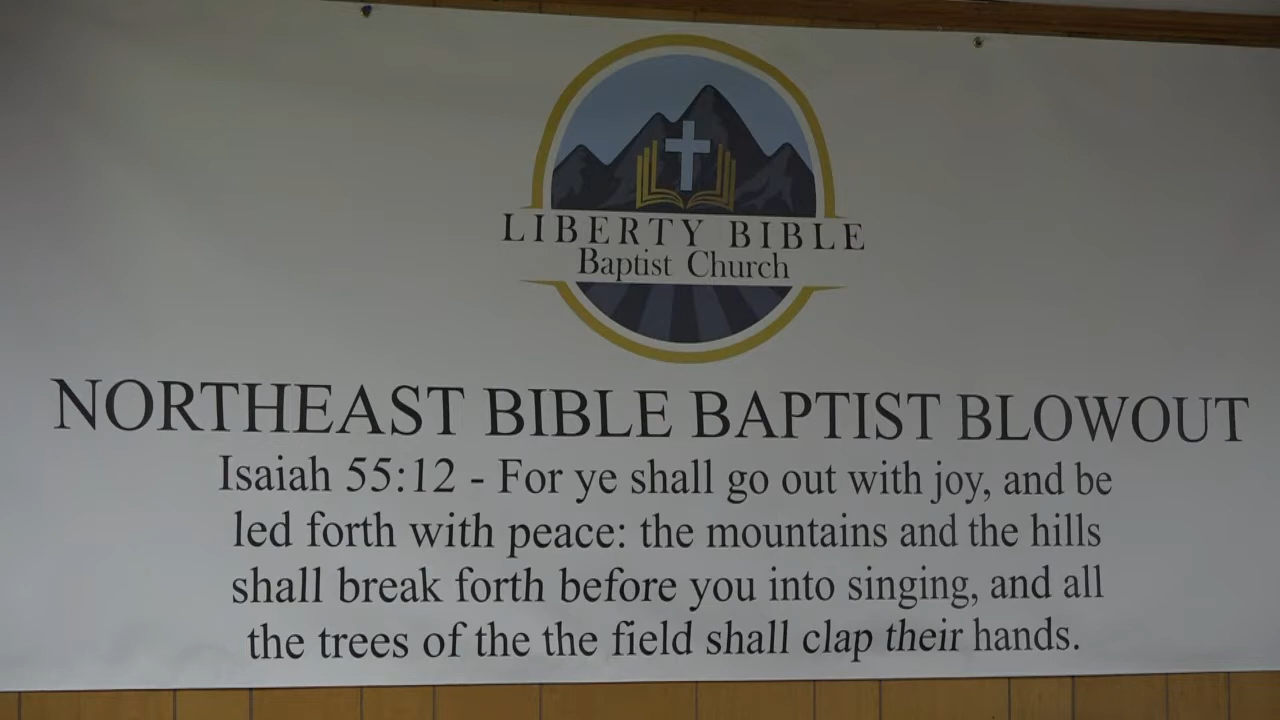 LIBERTY BIBLE
Baptist Church
NORTHEAST BIBLE BAPTIST BLOWOUT
Isaiah 55:12 - For ye shall go out with joy, and be
led forth with peace: the mountains and the hills
shall break forth before you into singing, and all
the trees of the the field shall clap their hands.